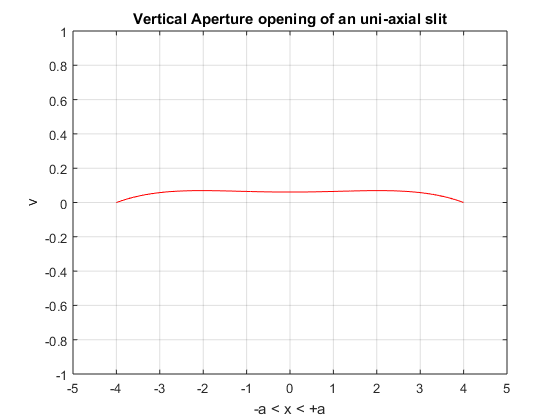 Vertical Aperture opening of an uni-axial slit
1
0.8
0.6
0.4
0.2
0
-0.2
-0.4
-0.6
-0.8
-1
v
-5 -4 -3 -2 -1 0 1 2 3 4 5
-a < x < +a